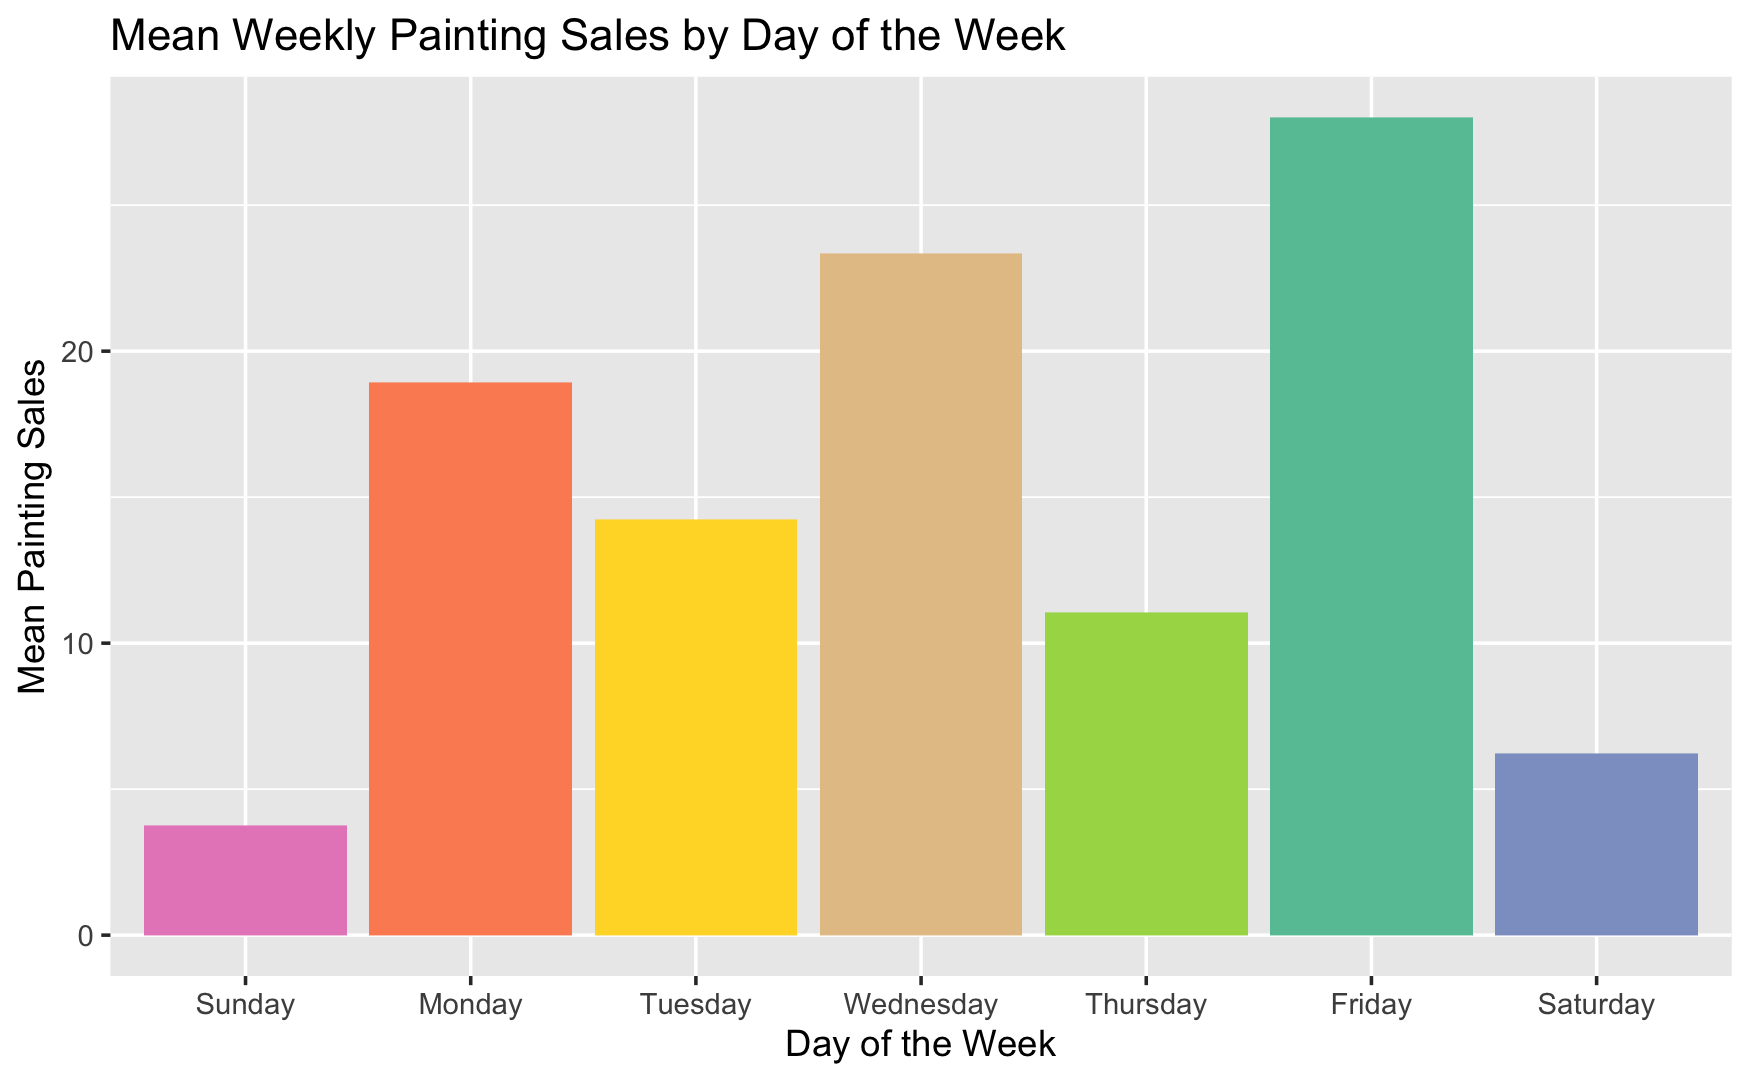 Mean Weekly Painting Sales by Day of the Week
Mean Painting Sales
20
10
0
Sunday Monday Tuesday Wednesday Thursday Friday Saturday
Day of the Week